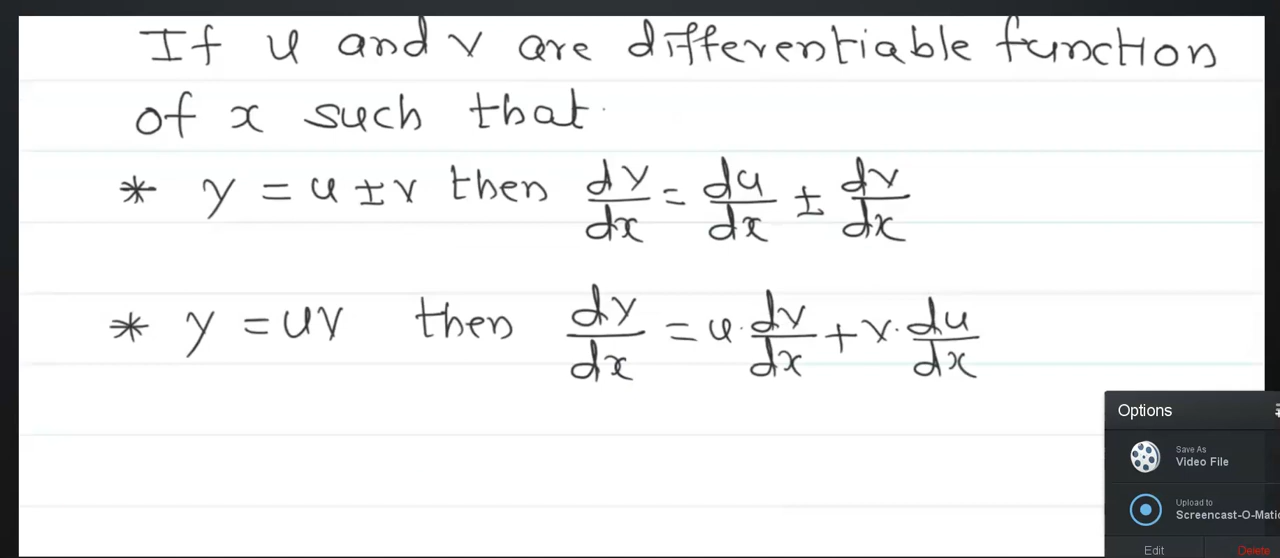 If u and v are differentiable function
of x such that
* y = u ± v then dy/dx = du/dx ± dv/dx
* y = uv then dy/dx = u·dv/dx + v·du/dx
Options
Save As
Video File
Upload to
Screencast-O-Mati
Edit Delete